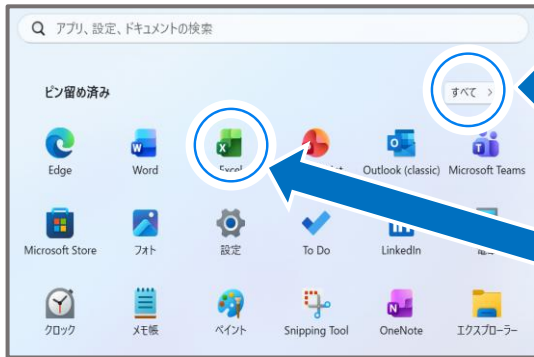 アプリ、設定、ドキュメントの検索
ピン留め済み
すべて >
Edge
Word
Excel
Outlook (classic)
Microsoft Teams
Microsoft Store
フォト
設定
To Do
LinkedIn
クロック
メモ帳
ペイント
Snipping Tool
OneNote
エクスプローラー